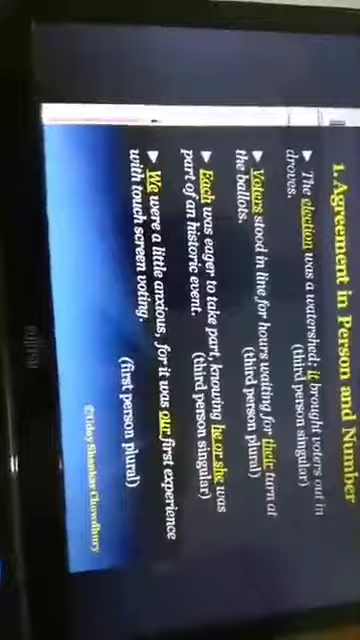 1. Agreement in Person and Number
► The election was a watershed; it brought voters out in
droves. (third person singular)
► Voters stood in line for hours waiting for their turn at
the ballots. (third person plural)
► Each was eager to take part, knowing he or she was
part of an historic event. (third person singular)
► We were a little anxious, for it was our first experience
with touch screen voting. (first person plural)
©Uday Shankar Chowdhury
FUJITSU